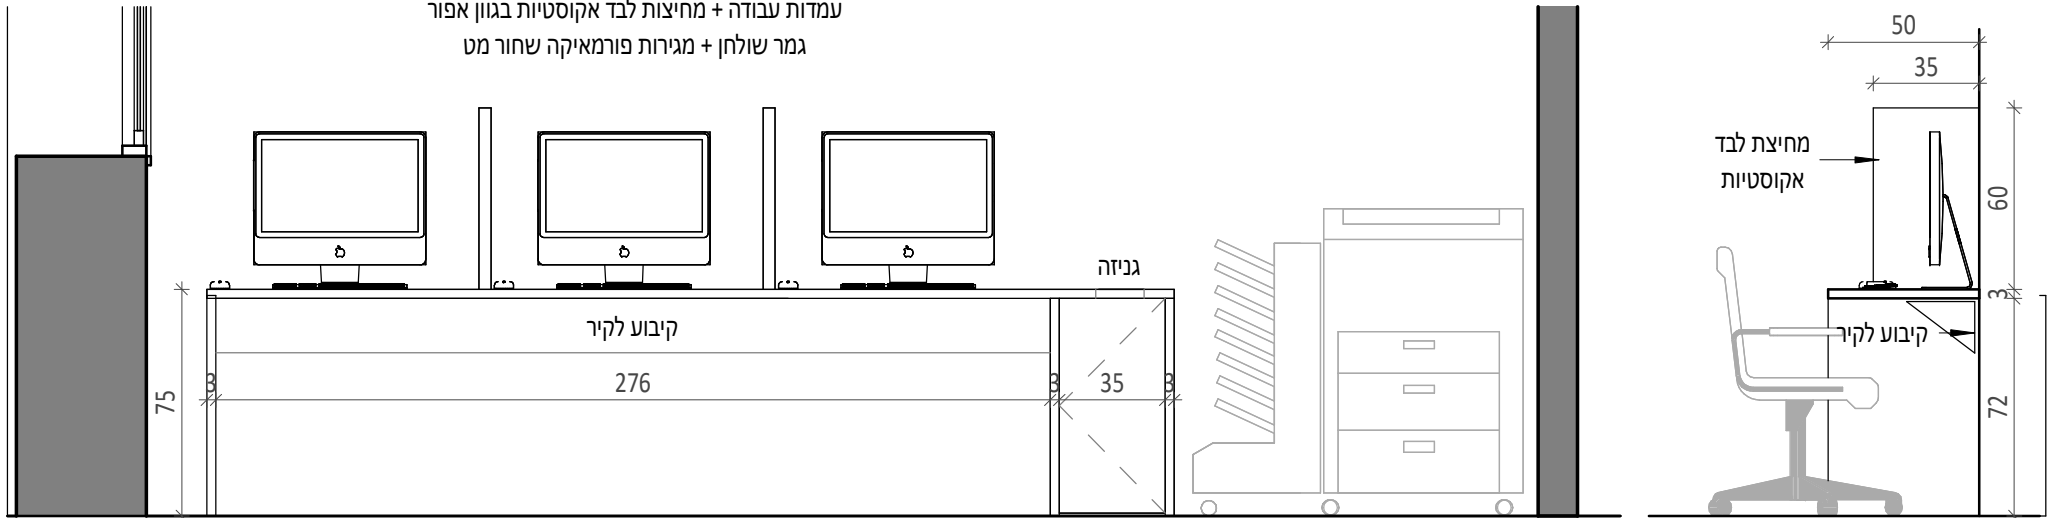 עמדות עבודה + מחיצות לבד אקוסטיות בגוון אפור
גמר שולחן + מגירות פורמאיקה שחור מט
גניזה
קיבוע לקיר
75
3
276
3
35
3
50
35
מחיצת לבד
אקוסטיות
60
3
קיבוע לקיר
72